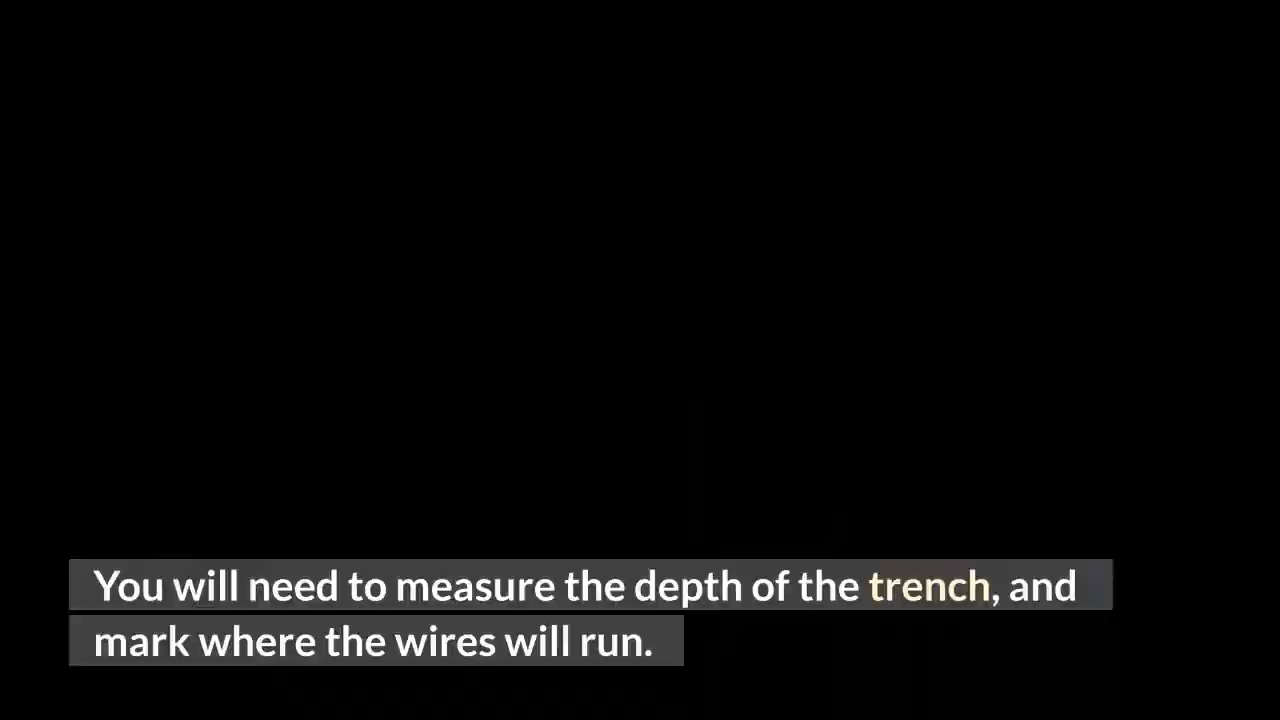 You will need to measure the depth of the trench, and
mark where the wires will run.